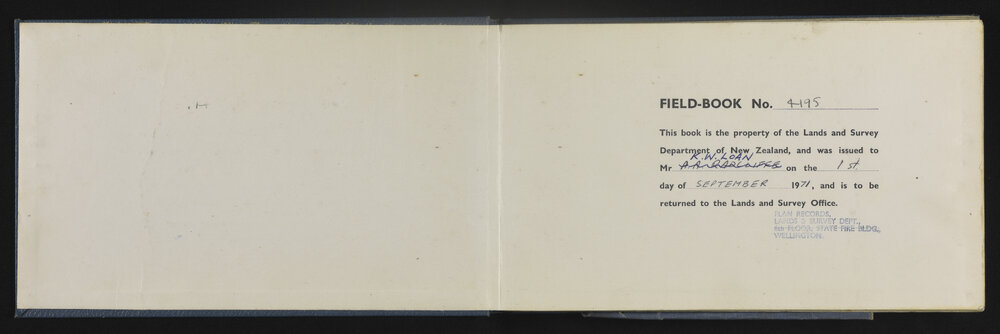 FIELD-BOOK No. 4195
This book is the property of the Lands and Survey
Department of New Zealand, and was issued to
K.W. LOAN
Mr on the 1st.
day of SEPTEMBER 1971, and is to be
returned to the Lands and Survey Office.
PLAN RECORDS,
LANDS & SURVEY DEPT.,
8TH FLOOR, STATE FIRE BLDG.,
WELLINGTON.